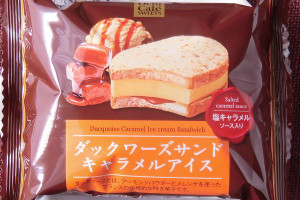 Café
SWEETS
Salted
caramel sauce
塩キャラメル
ソース入り
Dacquoise Caramel Ice cream Sandwich
ダックワーズサンド
キャラメルアイス